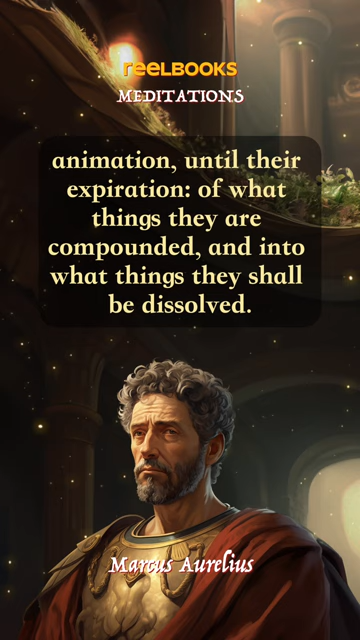 reelBOOKS
MEDITATIONS
animation, until their
expiration: of what
things they are
compounded, and into
what things they shall
be dissolved.
Marcus Aurelius